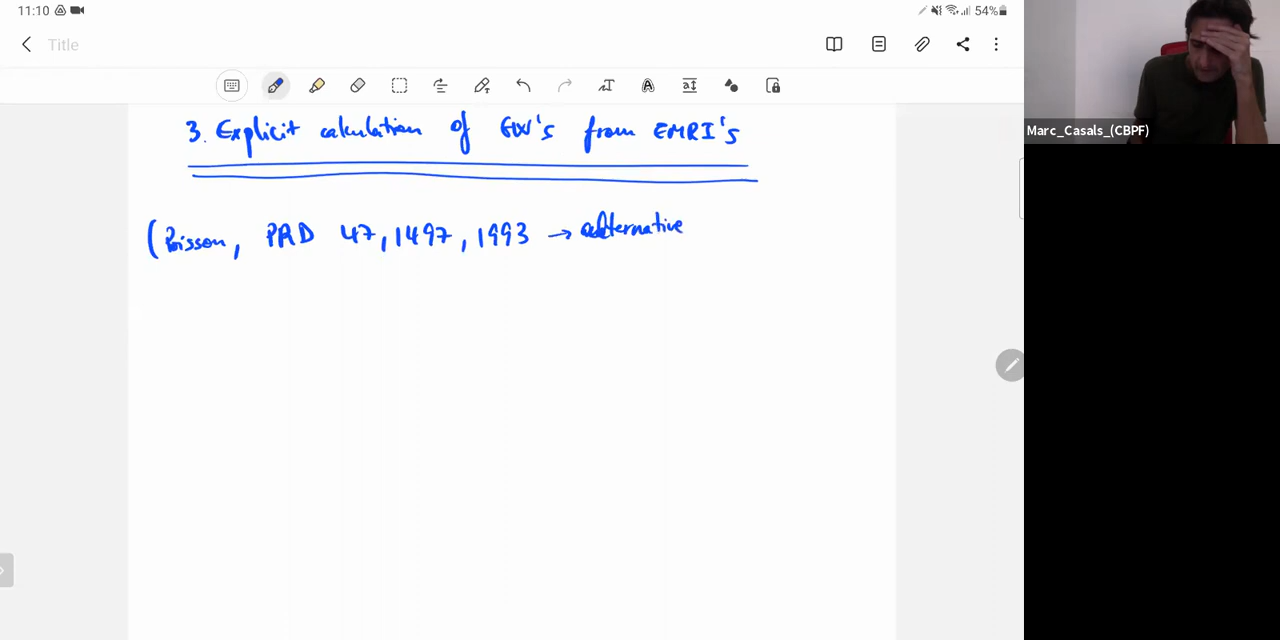 11:10 54%
Title
Marc_Casals_(CBPF)
3. Explicit calculation of GW's from EMRI's
(Poisson, PRD 47, 1497, 1993 → alternative